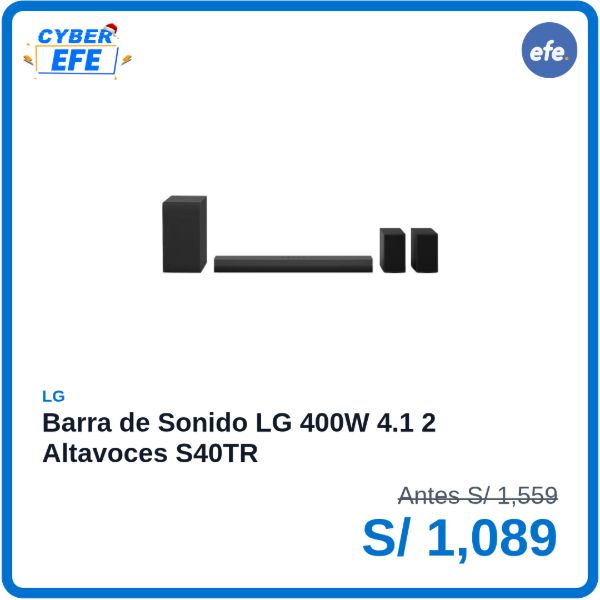 CYBER
EFE
efe.
LG
Barra de Sonido LG 400W 4.1 2
Altavoces S40TR
Antes S/ 1,559
S/ 1,089